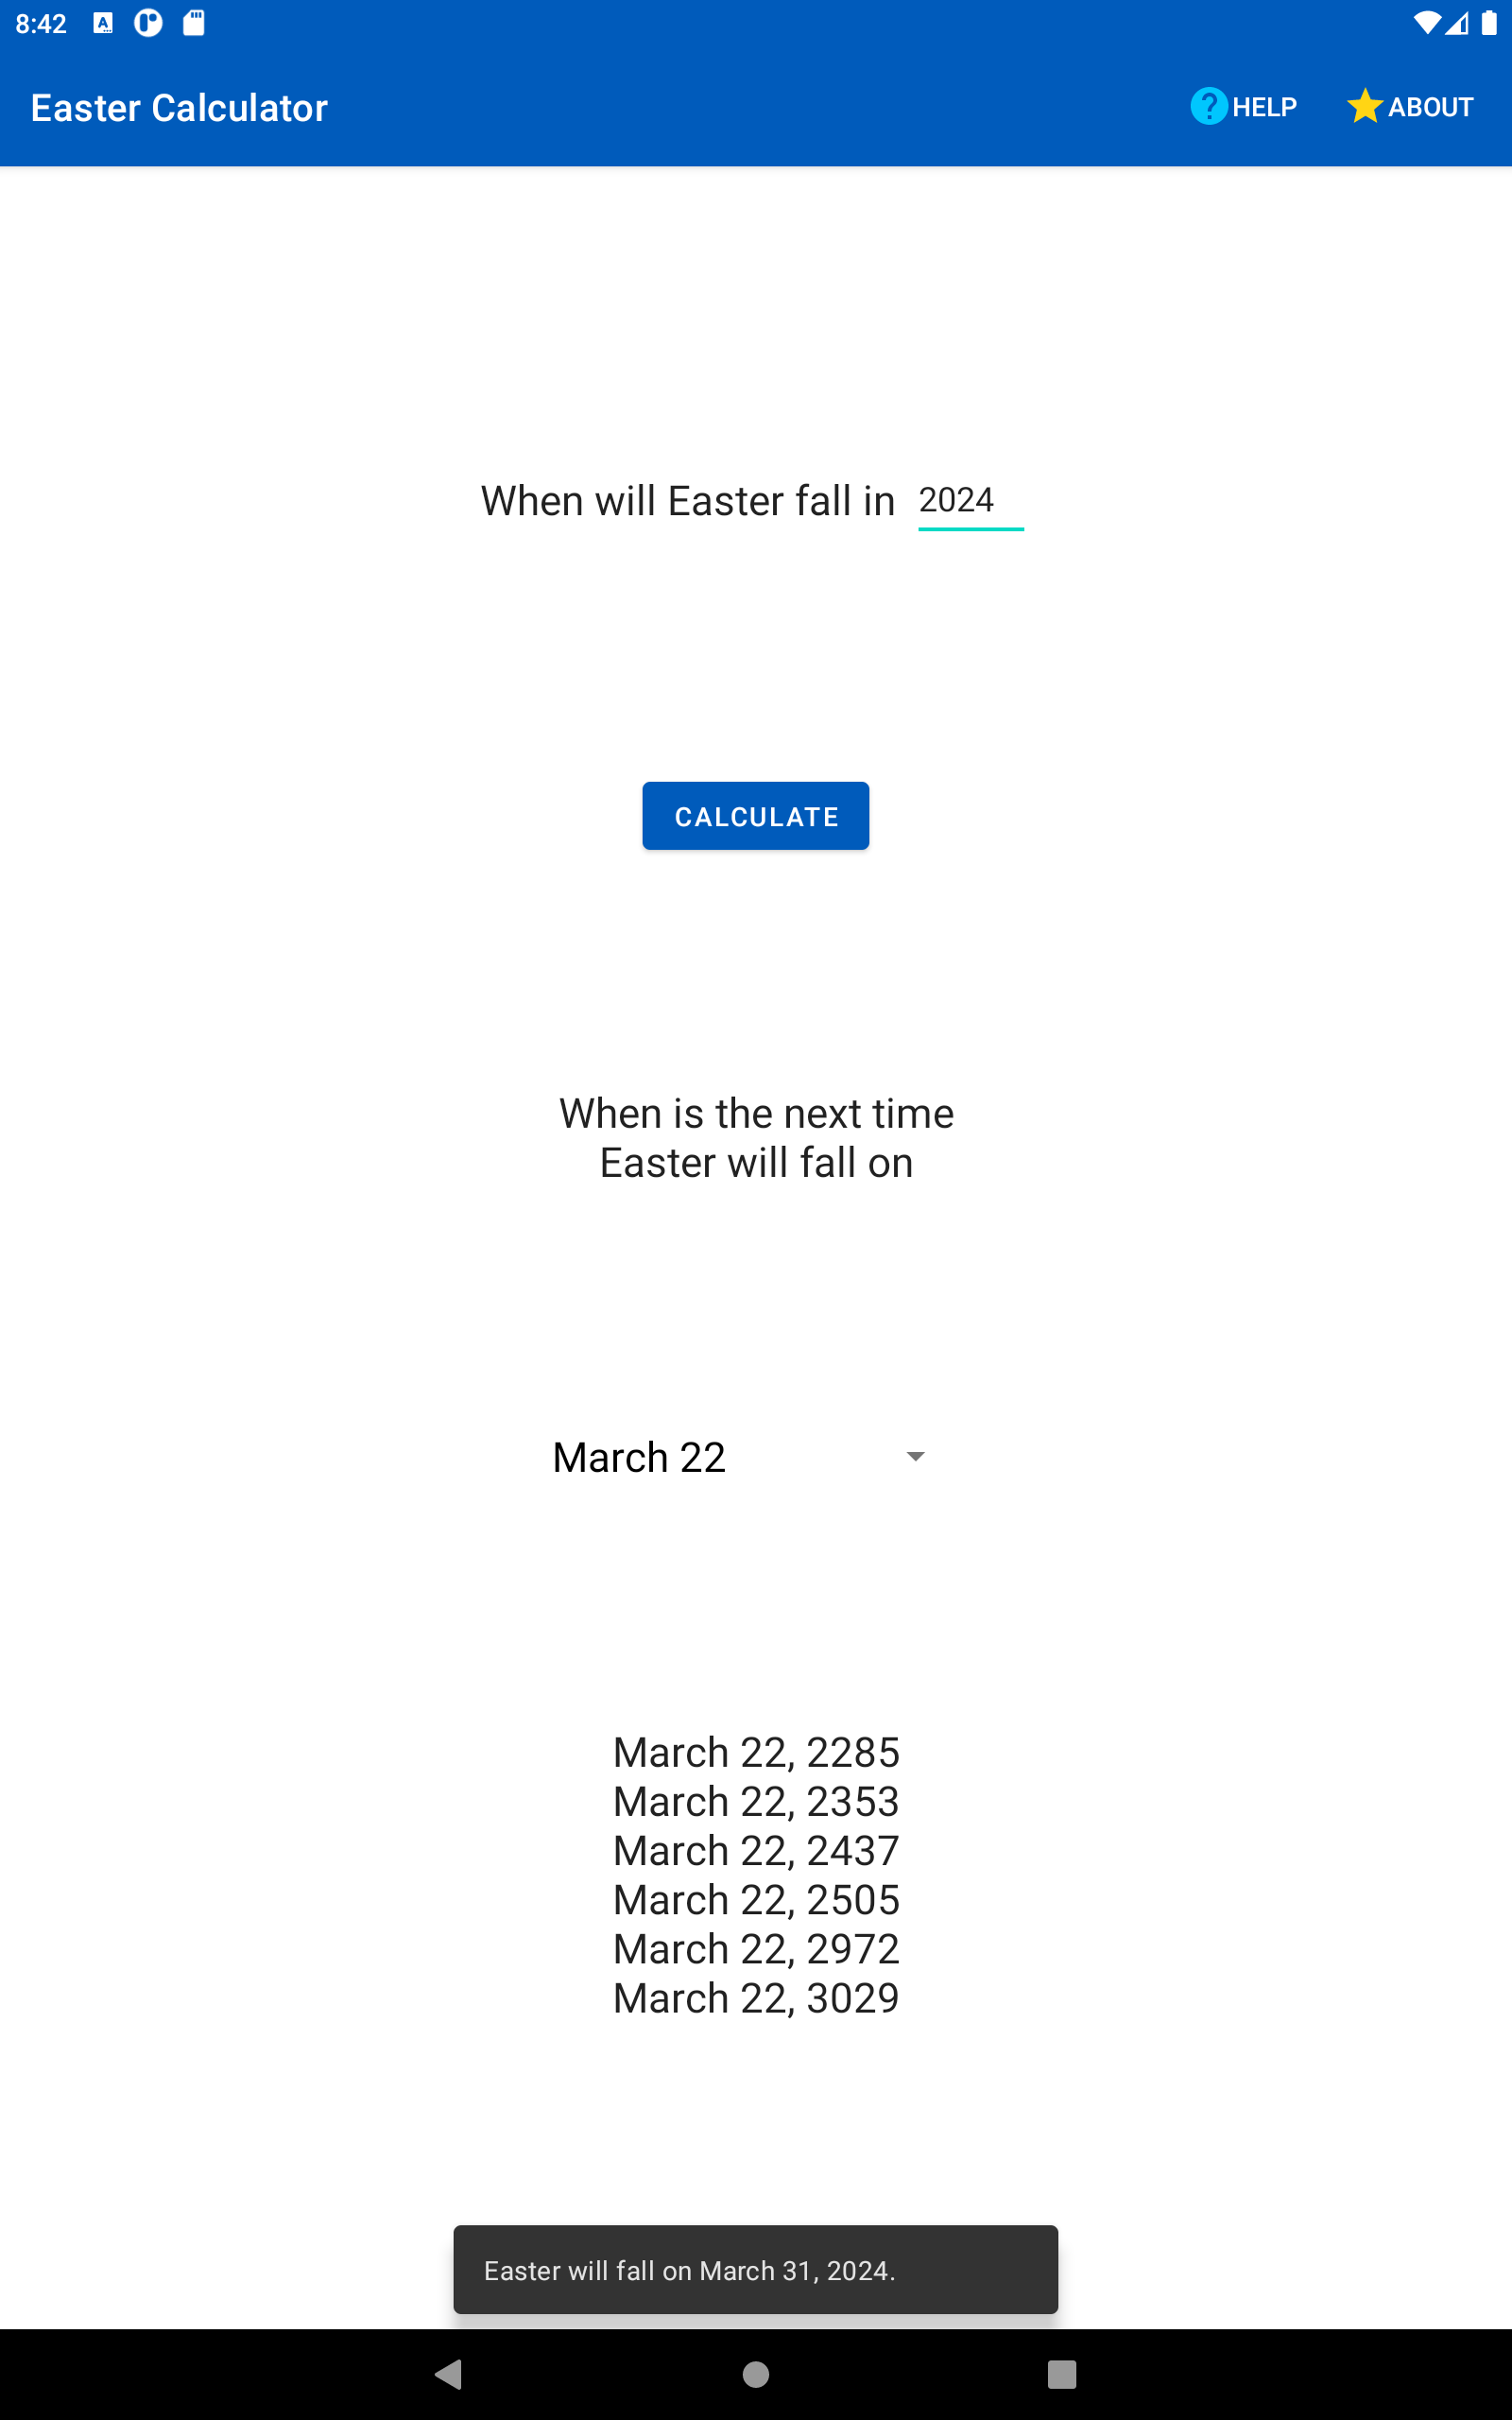 8:42
Easter Calculator
HELP
ABOUT
When will Easter fall in 2024
CALCULATE
When is the next time
Easter will fall on
March 22
March 22, 2285
March 22, 2353
March 22, 2437
March 22, 2505
March 22, 2972
March 22, 3029
Easter will fall on March 31, 2024.